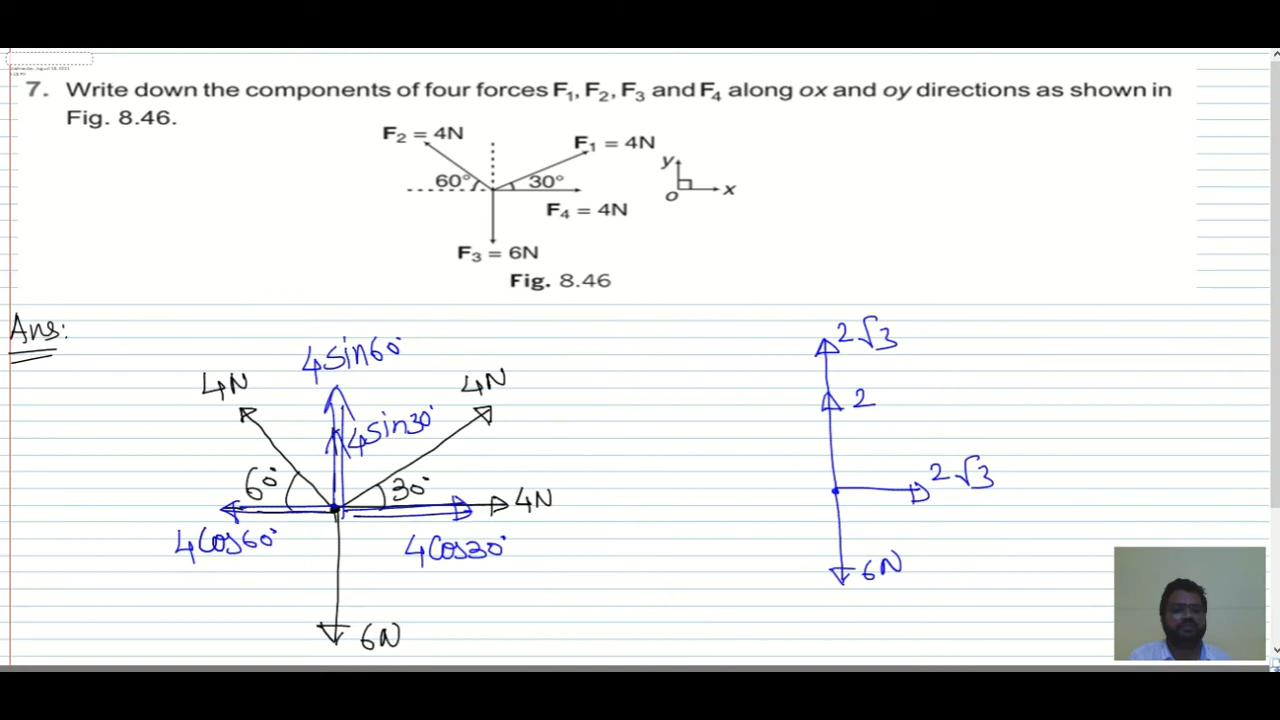 7. Write down the components of four forces F₁, F₂, F₃ and F₄ along ox and oy directions as shown in
Fig. 8.46.
F₂ = 4N
F₁ = 4N
y
60°
30°
x
o
F₄ = 4N
F₃ = 6N
Fig. 8.46
Ans:
4sin60°
4N
4N
4sin30°
60°
30°
4N
4cos60°
4cos30°
6N
2√3
2
2√3
6N